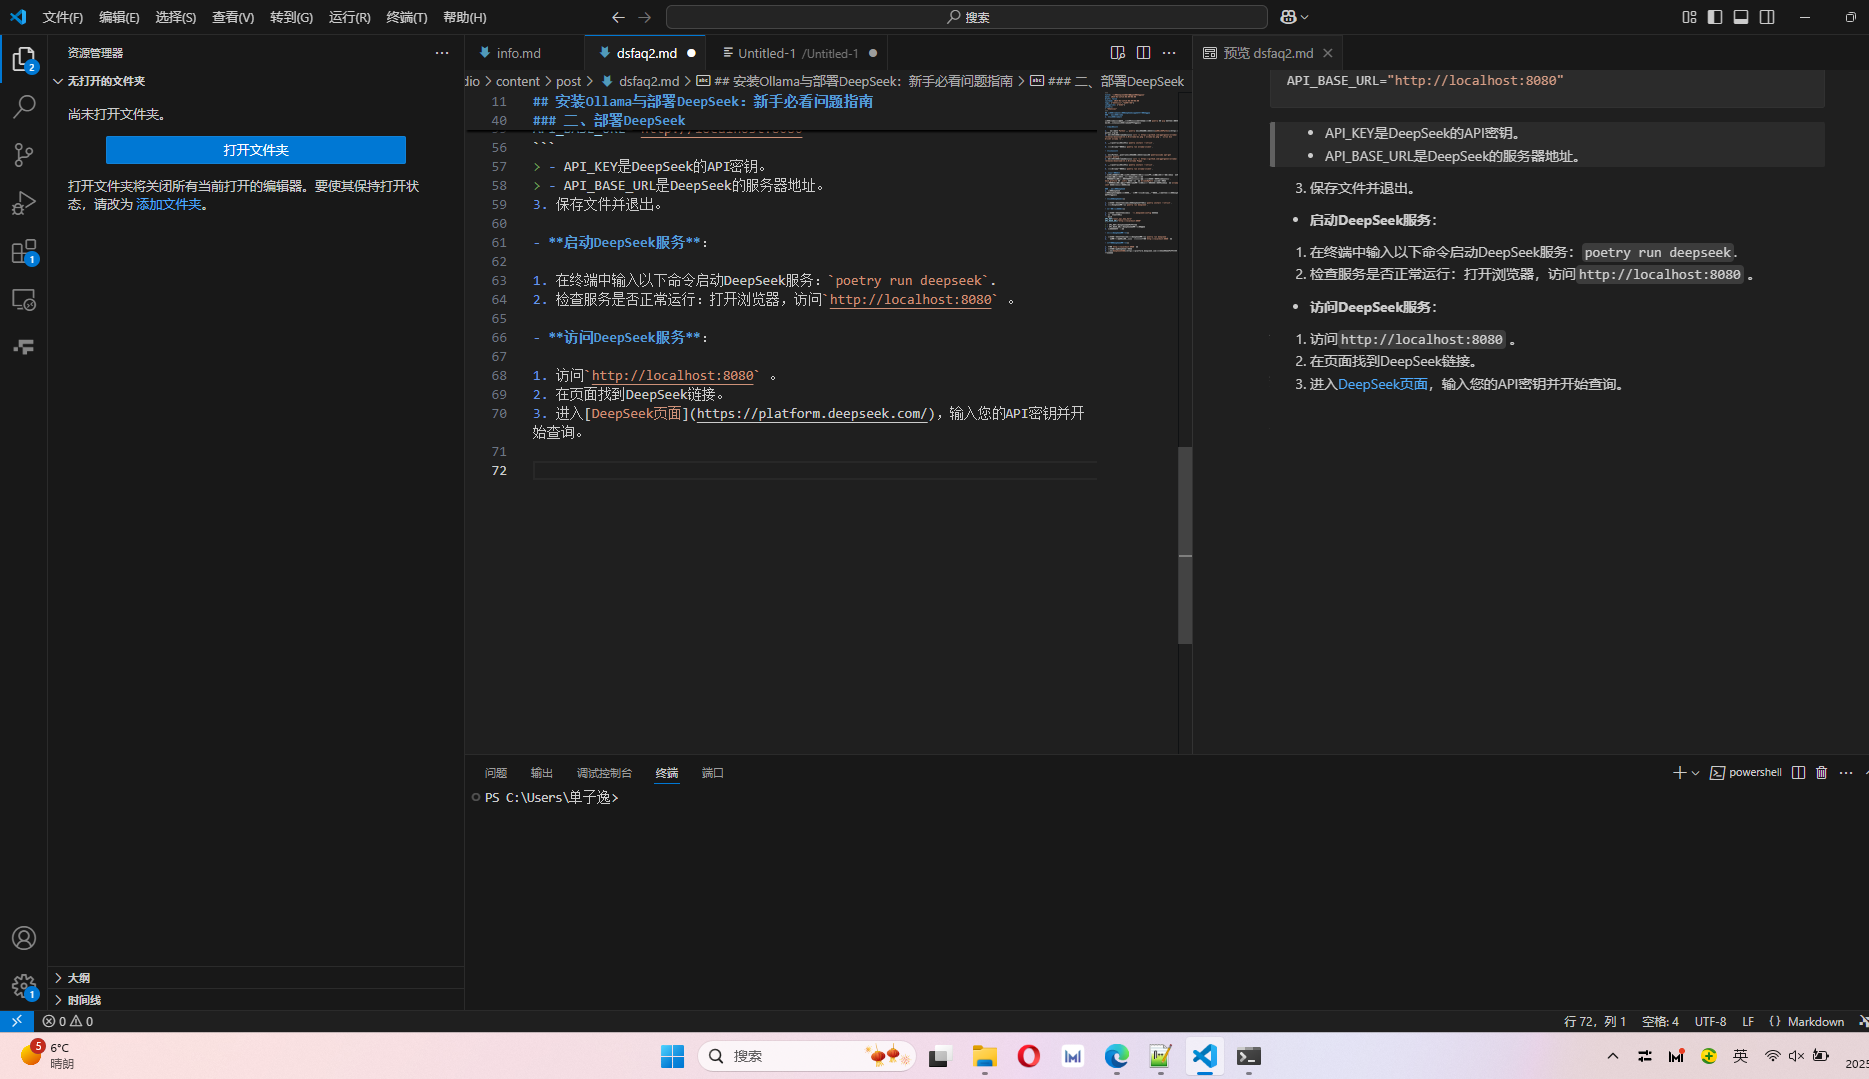 文件(F) 编辑(E) 选择(S) 查看(V) 转到(G) 运行(R) 终端(T) 帮助(H) 搜索
资源管理器
info.md dsfaq2.md Untitled-1 /Untitled-1
预览 dsfaq2.md
无打开的文件夹
尚未打开文件夹。
打开文件夹
打开文件夹将关闭所有当前打开的编辑器。要使其保持打开状
态，请改为 添加文件夹。
大纲
时间线
dio > content > post > dsfaq2.md > ## 安装Ollama与部署DeepSeek：新手必看问题指南 > ### 二、部署DeepSeek
11 ## 安装Ollama与部署DeepSeek：新手必看问题指南
40 ### 二、部署DeepSeek
56 ```
57 > - API_KEY是DeepSeek的API密钥。
58 > - API_BASE_URL是DeepSeek的服务器地址。
59 3. 保存文件并退出。
60
61 - **启动DeepSeek服务**：
62
63 1. 在终端中输入以下命令启动DeepSeek服务：`poetry run deepseek`.
64 2. 检查服务是否正常运行：打开浏览器，访问`http://localhost:8080` 。
65
66 - **访问DeepSeek服务**：
67
68 1. 访问`http://localhost:8080` 。
69 2. 在页面找到DeepSeek链接。
70 3. 进入[DeepSeek页面](https://platform.deepseek.com/)，输入您的API密钥并开
始查询。
71
72
API_BASE_URL="http://localhost:8080"
• API_KEY是DeepSeek的API密钥。
• API_BASE_URL是DeepSeek的服务器地址。
3. 保存文件并退出。
• 启动DeepSeek服务：
1. 在终端中输入以下命令启动DeepSeek服务：poetry run deepseek.
2. 检查服务是否正常运行：打开浏览器，访问http://localhost:8080 。
• 访问DeepSeek服务：
1. 访问http://localhost:8080 。
2. 在页面找到DeepSeek链接。
3. 进入DeepSeek页面，输入您的API密钥并开始查询。
问题 输出 调试控制台 终端 端口
powershell
PS C:\Users\单子逸>
0 0
行 72，列 1 空格: 4 UTF-8 LF {} Markdown
5
6°C
晴朗
搜索
英
2025